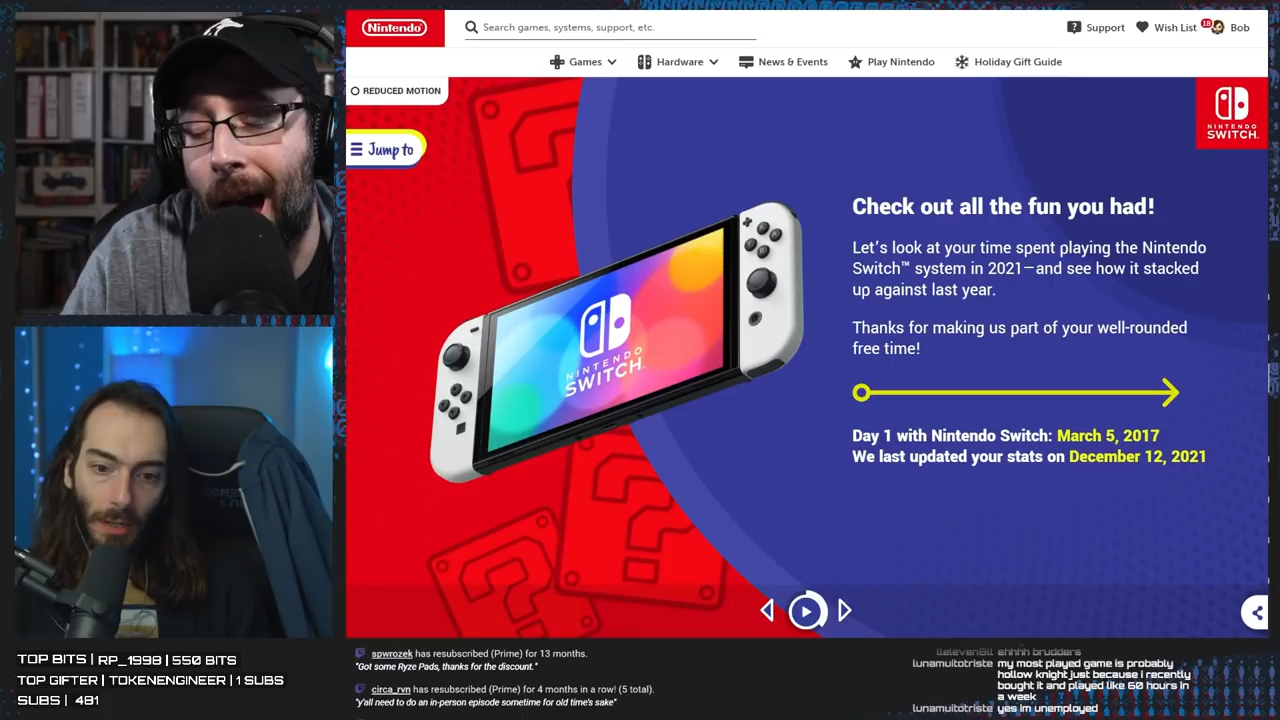 Nintendo
Search games, systems, support, etc.
Support
Wish List
18
Bob
Games
Hardware
News & Events
Play Nintendo
Holiday Gift Guide
REDUCED MOTION
Jump to
NINTENDO
SWITCH™
NINTENDO
SWITCH™
Check out all the fun you had!
Let's look at your time spent playing the Nintendo
Switch™ system in 2021—and see how it stacked
up against last year.
Thanks for making us part of your well-rounded
free time!
Day 1 with Nintendo Switch: March 5, 2017
We last updated your stats on December 12, 2021
TOP BITS | RP_1998 | 550 BITS
TOP GIFTER | TOKENENGINEER | 1 SUBS
SUBS | 481
spwrozek has resubscribed (Prime) for 13 months.
"Got some Ryze Pads, thanks for the discount."
circa_rvn has resubscribed (Prime) for 4 months in a row! (5 total).
"y'all need to do an in-person episode sometime for old time's sake"
ehhhh brudders
lunamuitotriste my most played game is probably
hollow knight just because i recently
bought it and played like 60 hours in
a week
lunamuitotriste yes im unemployed